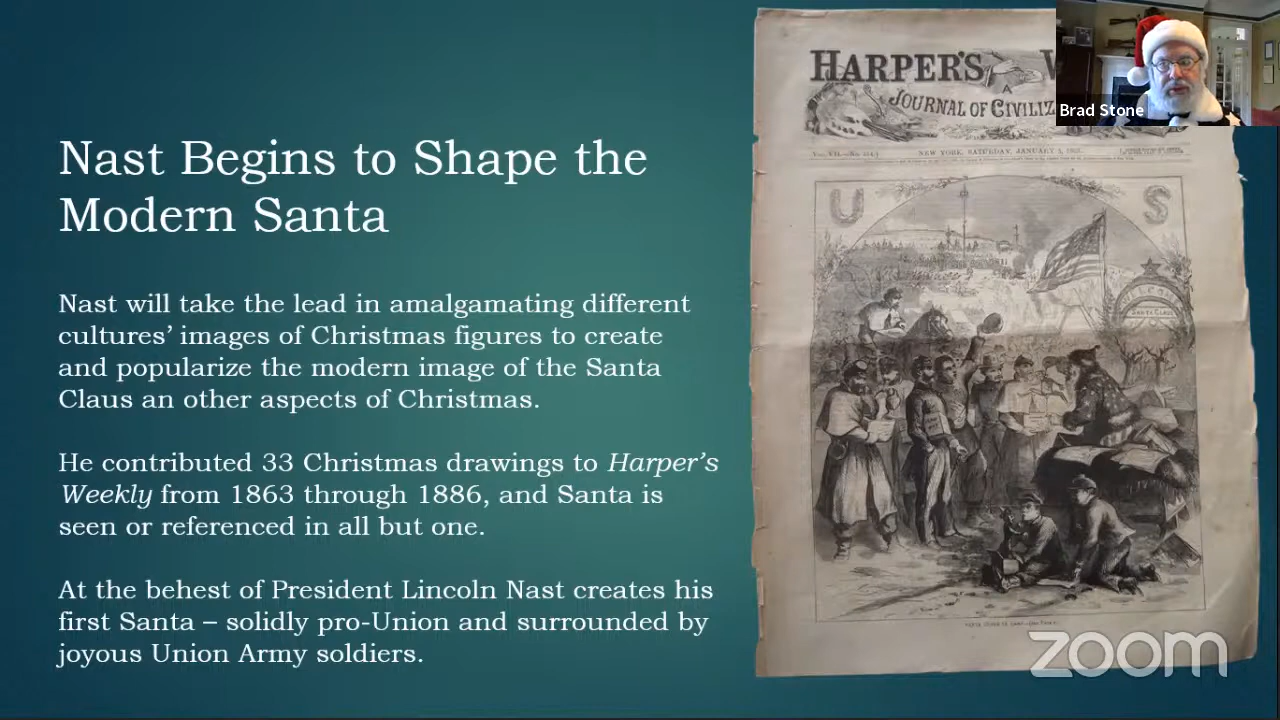 Nast Begins to Shape the
Modern Santa
Nast will take the lead in amalgamating different
cultures’ images of Christmas figures to create
and popularize the modern image of the Santa
Claus an other aspects of Christmas.
He contributed 33 Christmas drawings to Harper’s
Weekly from 1863 through 1886, and Santa is
seen or referenced in all but one.
At the behest of President Lincoln Nast creates his
first Santa – solidly pro-Union and surrounded by
joyous Union Army soldiers.
HARPER'S W
A
JOURNAL OF CIVILIZ
NEW YORK, SATURDAY, JANUARY 3, 1863.
U S
SANTA CLAUS
Brad Stone
zoom